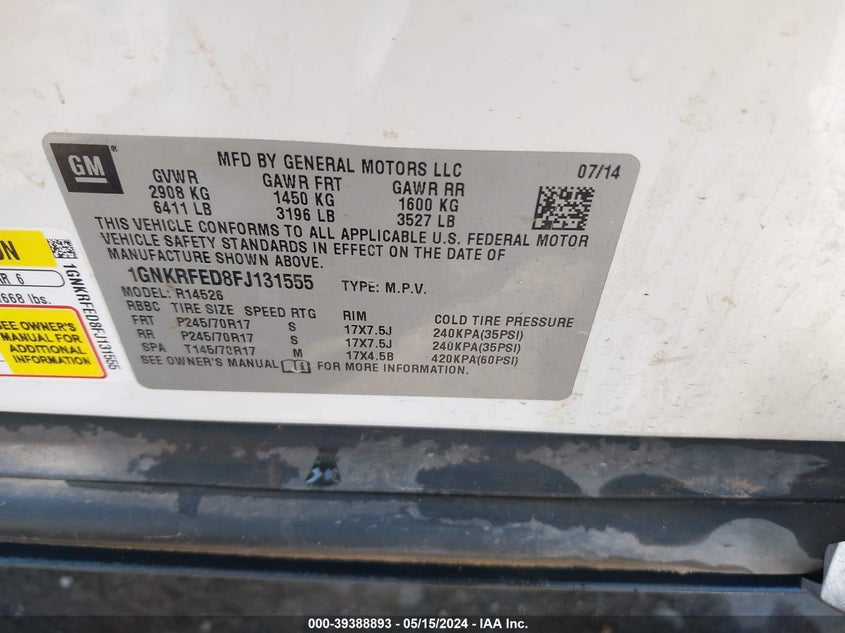 GM ®
MFD BY GENERAL MOTORS LLC 07/14
GVWR GAWR FRT GAWR RR
2908 KG 1450 KG 1600 KG
6411 LB 3196 LB 3527 LB
THIS VEHICLE CONFORMS TO ALL APPLICABLE U.S. FEDERAL MOTOR
VEHICLE SAFETY STANDARDS IN EFFECT ON THE DATE OF
MANUFACTURE SHOWN ABOVE.
1GNKRFED8FJ131555 TYPE: M.P.V.
MODEL: R14526
RBBC TIRE SIZE SPEED RTG RIM COLD TIRE PRESSURE
FRT P245/70R17 S 17X7.5J 240KPA(35PSI)
RR P245/70R17 S 17X7.5J 240KPA(35PSI)
SPA T145/70R17 M 17X4.5B 420KPA(60PSI)
SEE OWNER'S MANUAL FOR MORE INFORMATION.
6
668 lbs.
SEE OWNER'S
MANUAL FOR
ADDITIONAL
INFORMATION
1GNKRFED8FJ131555
000-39388893 - 05/15/2024 - IAA Inc.